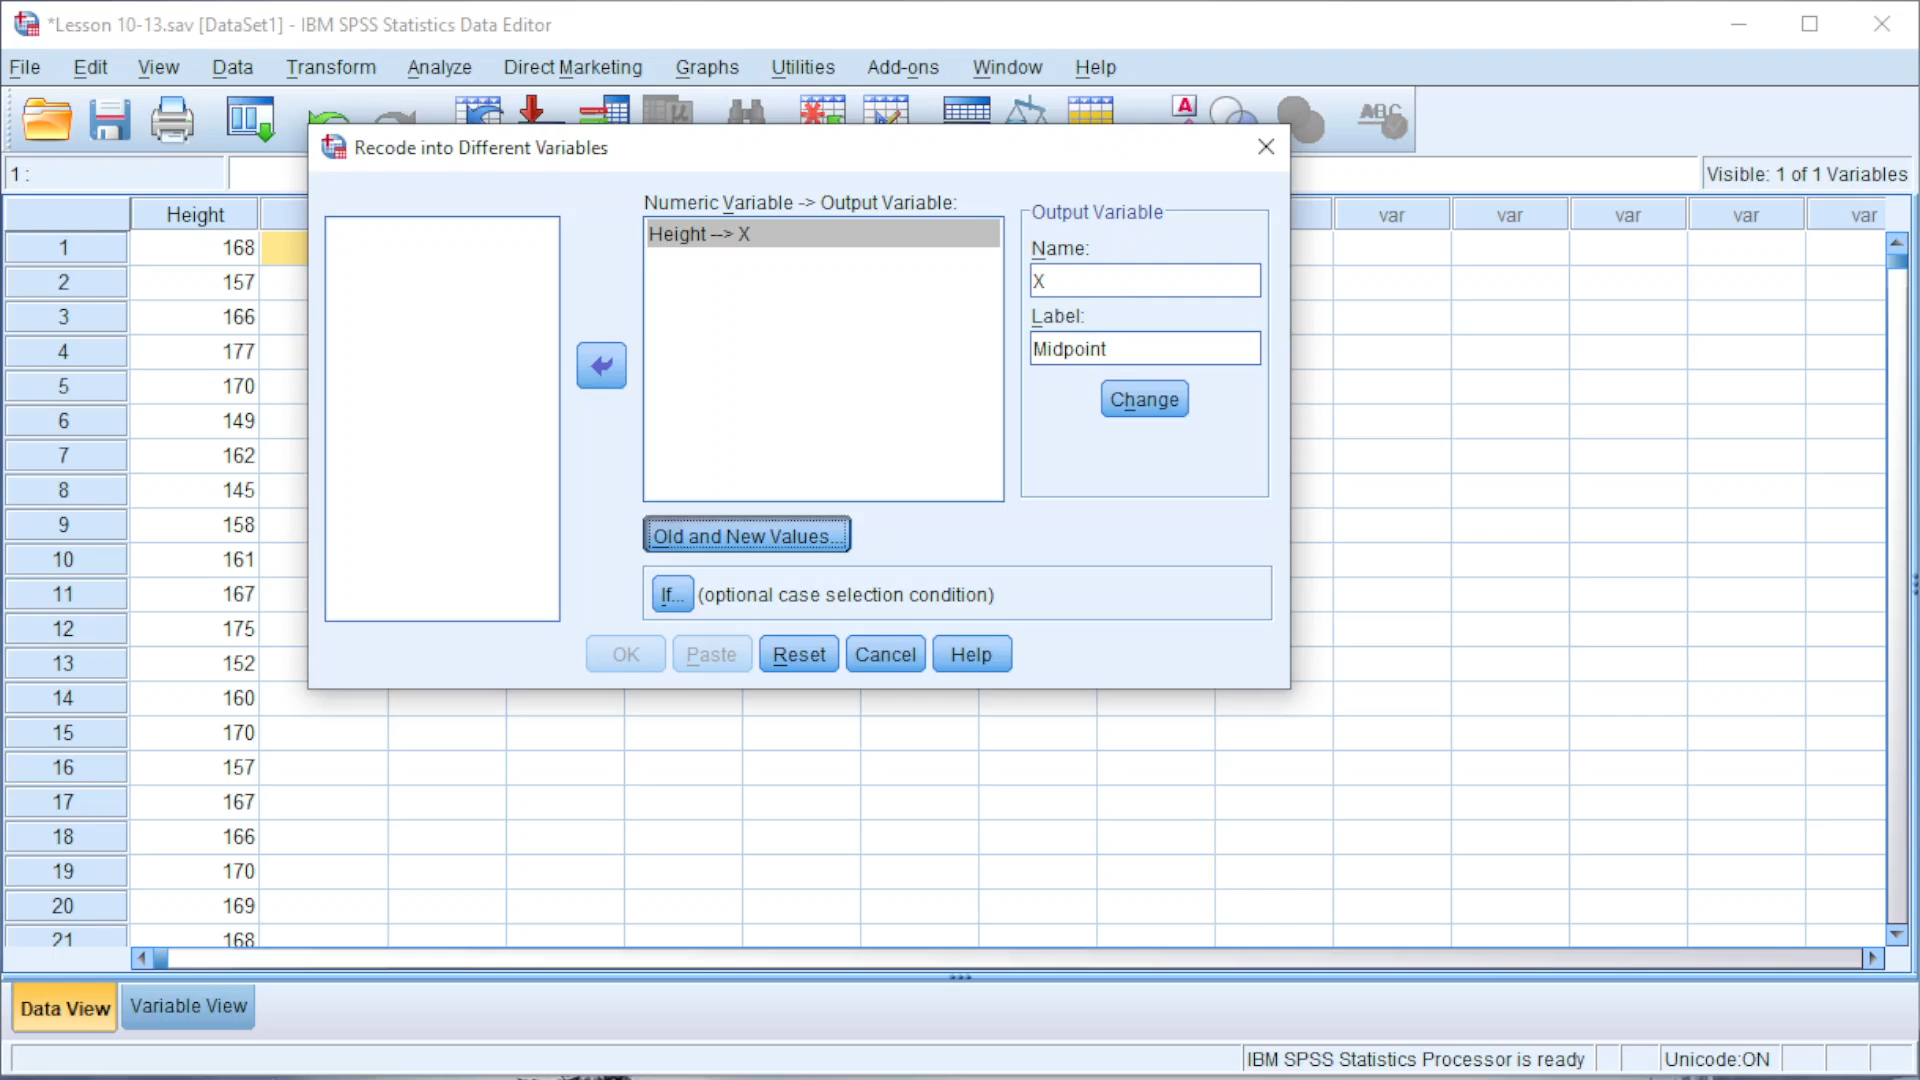 *Lesson 10-13.sav [DataSet1] - IBM SPSS Statistics Data Editor
File Edit View Data Transform Analyze Direct Marketing Graphs Utilities Add-ons Window Help
A ABC
1 : Visible: 1 of 1 Variables
Recode into Different Variables
Numeric Variable -> Output Variable:
Height --> X
Output Variable
Name:
X
Label:
Midpoint
Change
Old and New Values...
If... (optional case selection condition)
OK Paste Reset Cancel Help
Height var var var var var
1 168
2 157
3 166
4 177
5 170
6 149
7 162
8 145
9 158
10 161
11 167
12 175
13 152
14 160
15 170
16 157
17 167
18 166
19 170
20 169
21 168
Data View Variable View
IBM SPSS Statistics Processor is ready Unicode:ON